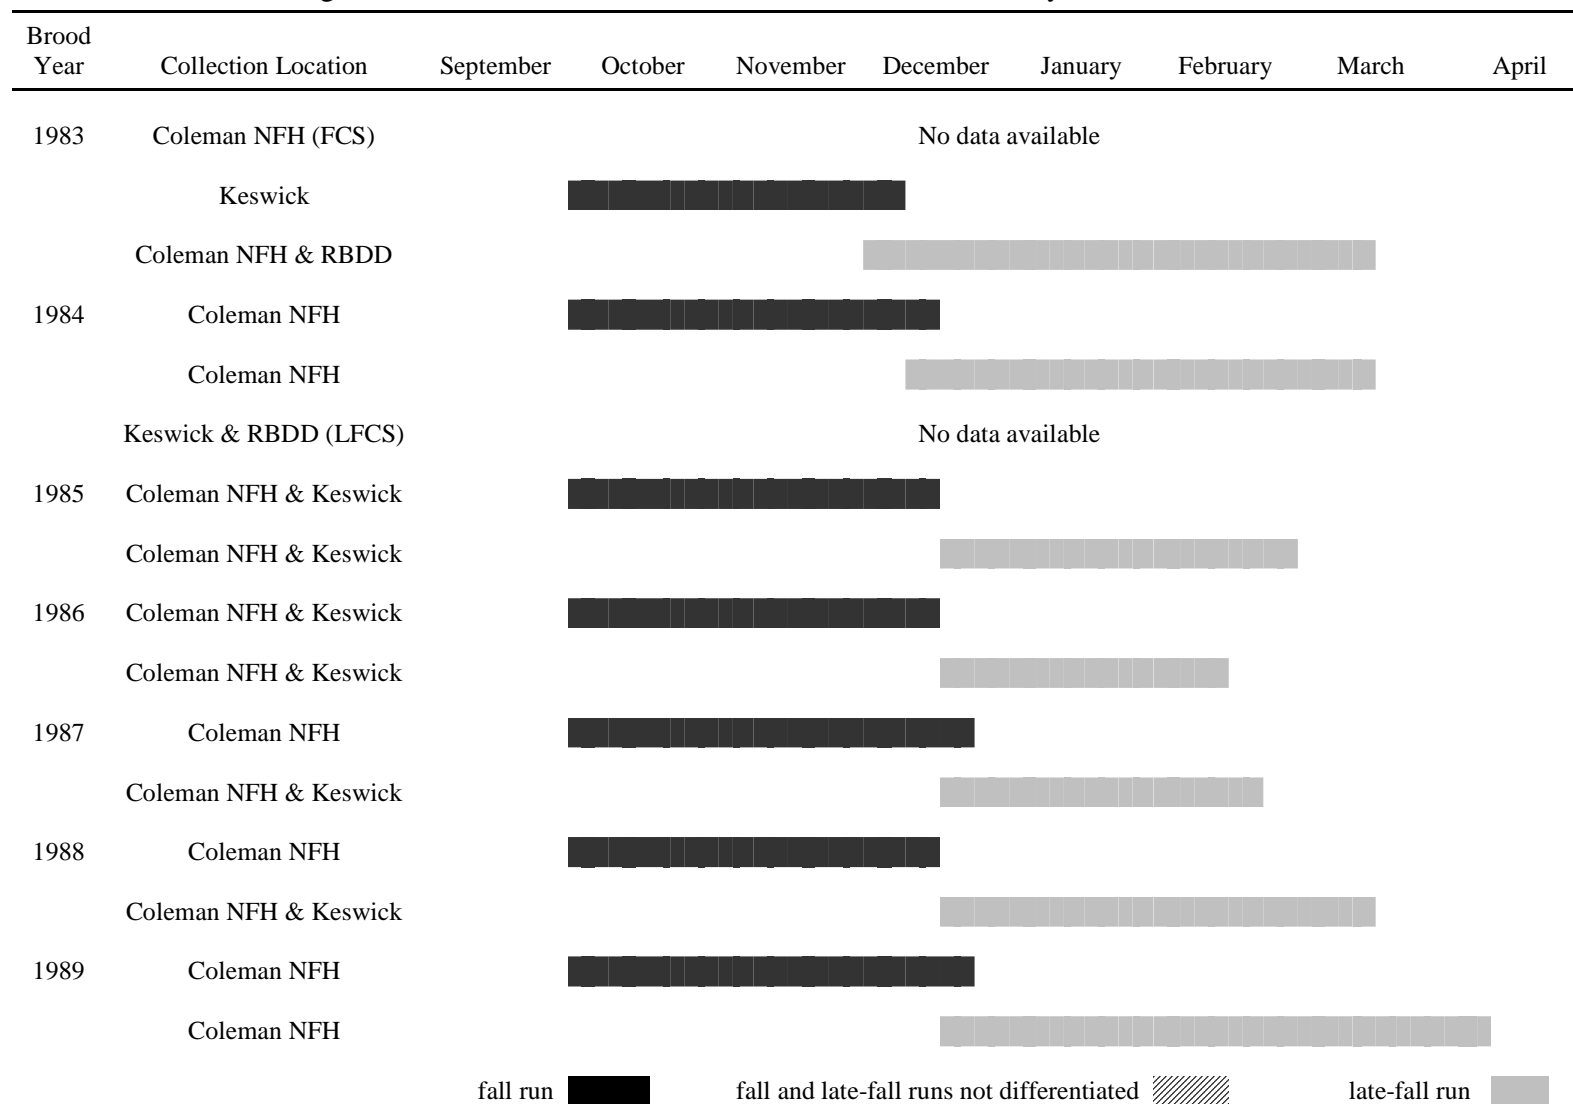 Brood
Year Collection Location September October November December January February March April
1983 Coleman NFH (FCS) No data available
Keswick
Coleman NFH & RBDD
1984 Coleman NFH
Coleman NFH
Keswick & RBDD (LFCS) No data available
1985 Coleman NFH & Keswick
Coleman NFH & Keswick
1986 Coleman NFH & Keswick
Coleman NFH & Keswick
1987 Coleman NFH
Coleman NFH & Keswick
1988 Coleman NFH
Coleman NFH & Keswick
1989 Coleman NFH
Coleman NFH
fall run fall and late-fall runs not differentiated late-fall run